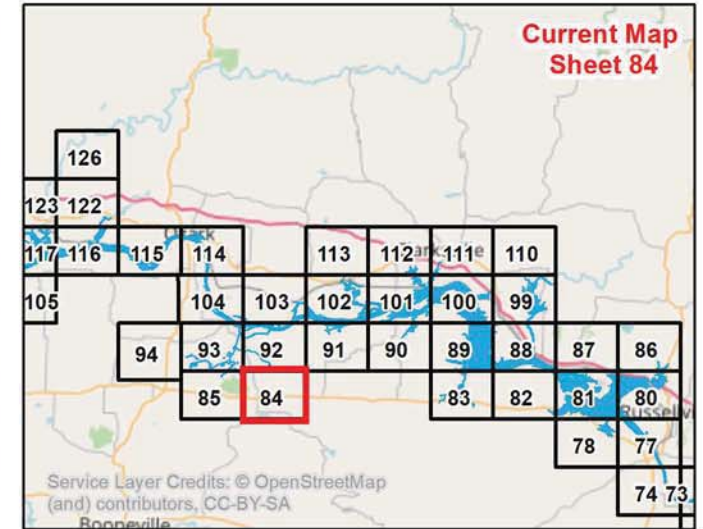 Current Map
Sheet 84
126
123 122
117 116 115 114 113 112 111 110
105 104 103 102 101 100 99
94 93 92 91 90 89 88 87 86
85 84 83 82 81 80
Russellv
78 77
74 73
Service Layer Credits: © OpenStreetMap
(and) contributors, CC-BY-SA
Booneville